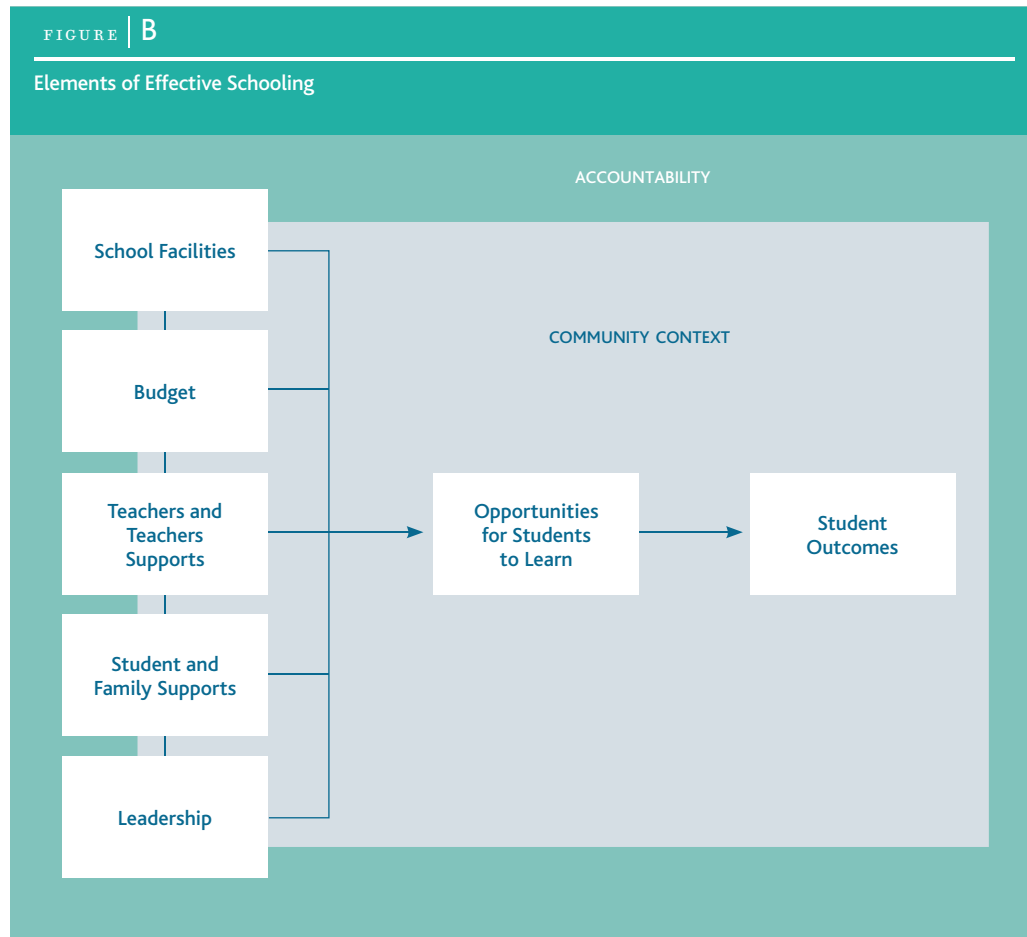 FIGURE | B
Elements of Effective Schooling
ACCOUNTABILITY
School Facilities
COMMUNITY CONTEXT
Budget
Teachers and
Teachers
Supports
Opportunities
for Students
to Learn
Student
Outcomes
Student and
Family Supports
Leadership